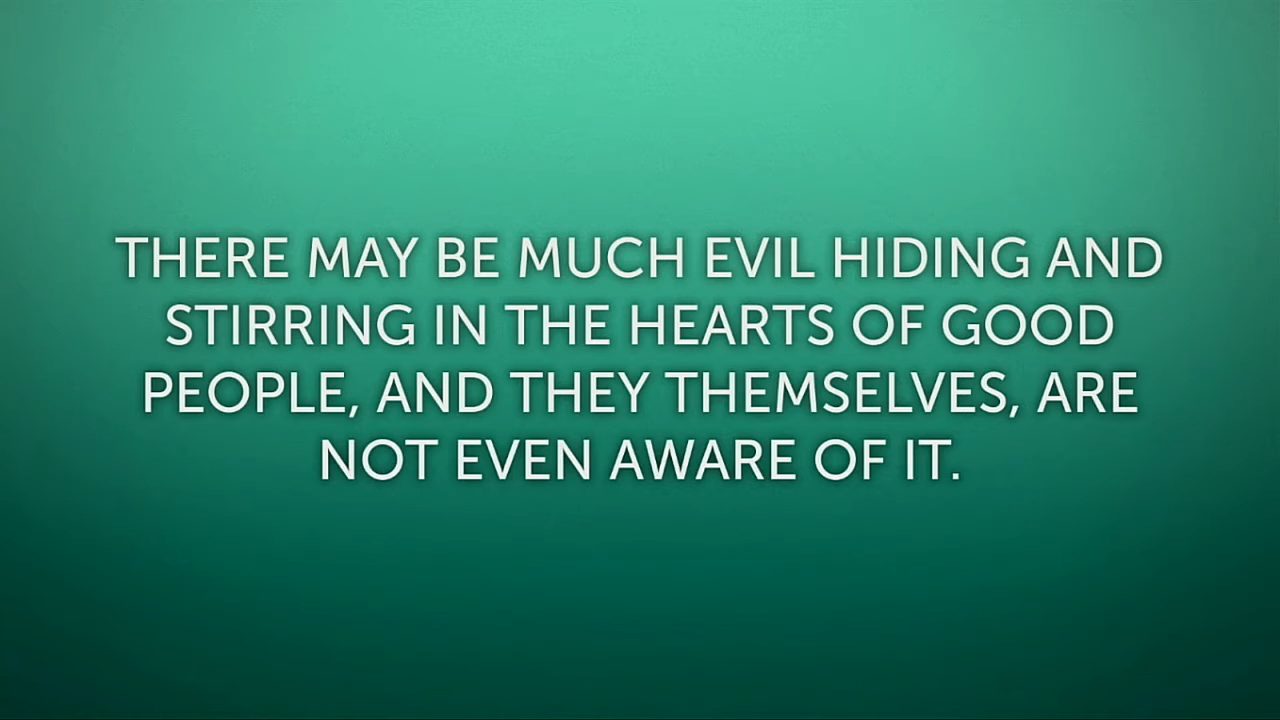 THERE MAY BE MUCH EVIL HIDING AND
STIRRING IN THE HEARTS OF GOOD
PEOPLE, AND THEY THEMSELVES, ARE
NOT EVEN AWARE OF IT.